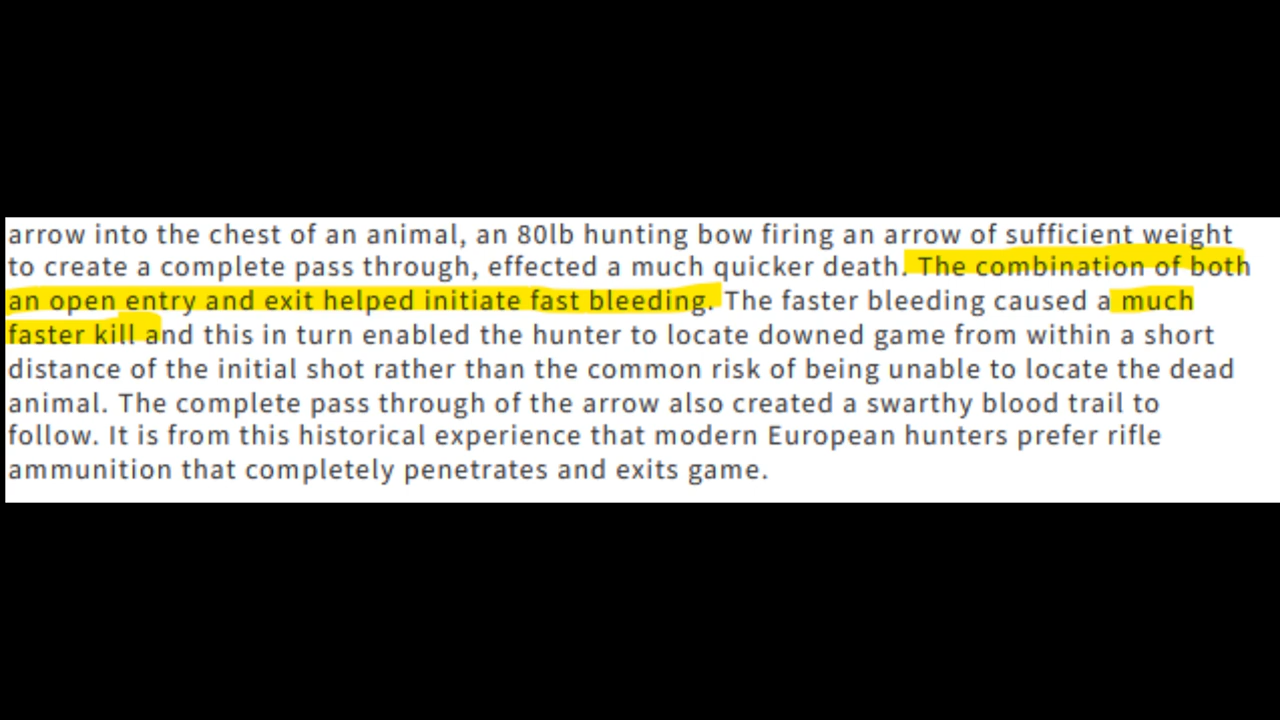 arrow into the chest of an animal, an 80lb hunting bow firing an arrow of sufficient weight
to create a complete pass through, effected a much quicker death. The combination of both
an open entry and exit helped initiate fast bleeding. The faster bleeding caused a much
faster kill and this in turn enabled the hunter to locate downed game from within a short
distance of the initial shot rather than the common risk of being unable to locate the dead
animal. The complete pass through of the arrow also created a swarthy blood trail to
follow. It is from this historical experience that modern European hunters prefer rifle
ammunition that completely penetrates and exits game.